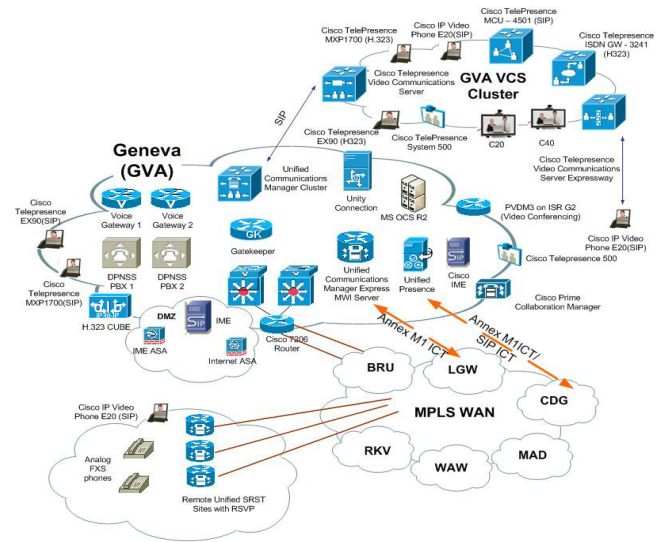 Cisco TelePresence
MXP1700 (H.323)
Cisco IP Video
Phone E20(SIP)
Cisco TelePresence
MCU – 4501 (SIP)
Cisco Telepresence
ISDN GW - 3241
(H323)
Cisco Telepresence
Video Communications
Server
GVA VCS
Cluster
SIP
Cisco Telepresence
EX90 (H323)
Cisco TelePresence
System 500
C20
C40
Cisco Telepresence
Video Communications
Server Expressway
Geneva
(GVA)
Unified
Communications
Manager Cluster
Unity
Connection
MS OCS R2
PVDM3 on ISR G2
(Video Conferencing)
Cisco IP Video
Phone E20(SIP)
Cisco
Telepresence
EX90(SIP)
Voice
Gateway 1
Voice
Gateway 2
GK
Gatekeeper
Cisco Telepresence 500
DPNSS
PBX 1
DPNSS
PBX 2
Unified
Communications
Manager Express
MWI Server
Unified
Presence
Cisco
IME
Cisco
Telepresence
MXP1700(SIP)
Cisco Prime
Collaboration Manager
H.323 CUBE
DMZ
SIP
IME
IME ASA
Internet ASA
Cisco 7206
Router
Annex M1 ICT
Annex M1ICT/
SIP ICT
BRU
LGW
CDG
MPLS WAN
RKV
WAW
MAD
Cisco IP Video
Phone E20 (SIP)
Analog
FXS
phones
Remote Unified SRST
Sites with RSVP